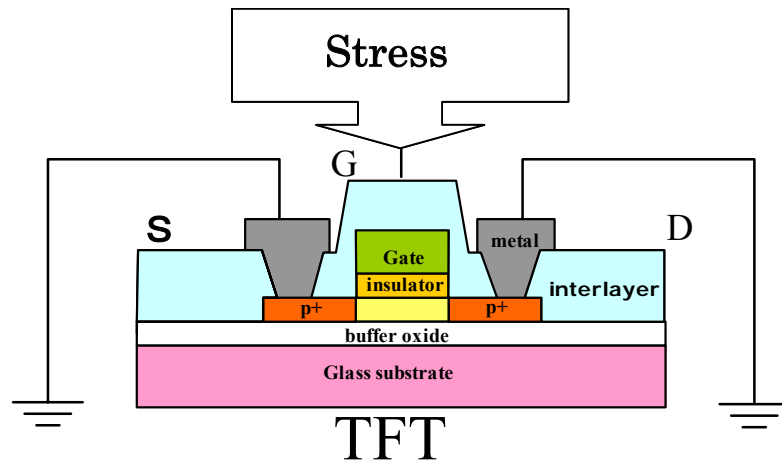 Stress
G
S
D
metal
Gate
insulator
interlayer
p+
p+
buffer oxide
Glass substrate
TFT